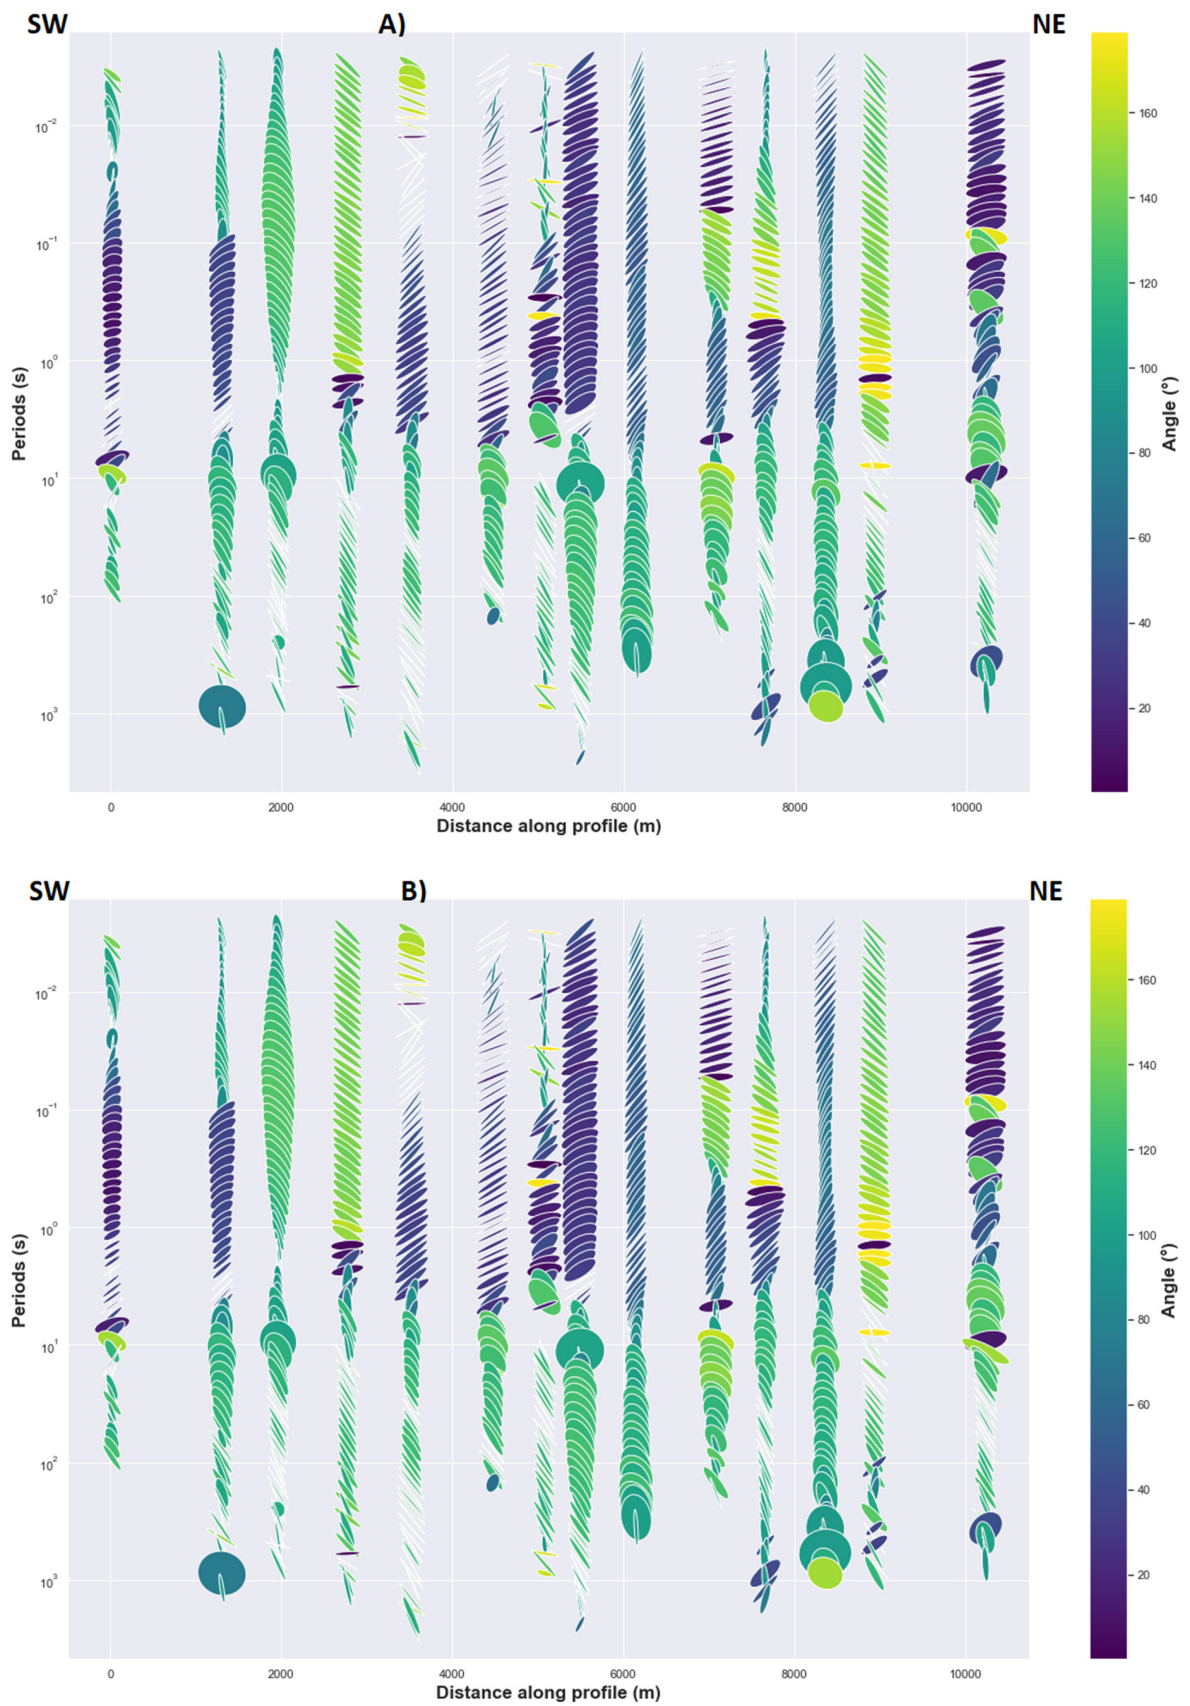 SW A) NE
10⁻²
10⁻¹
10⁰
10¹
10²
10³
Periods (s)
0 2000 4000 6000 8000 10000
Distance along profile (m)
160
140
120
100
80
60
40
20
Angle (°)
SW B) NE
10⁻²
10⁻¹
10⁰
10¹
10²
10³
Periods (s)
0 2000 4000 6000 8000 10000
Distance along profile (m)
160
140
120
100
80
60
40
20
Angle (°)